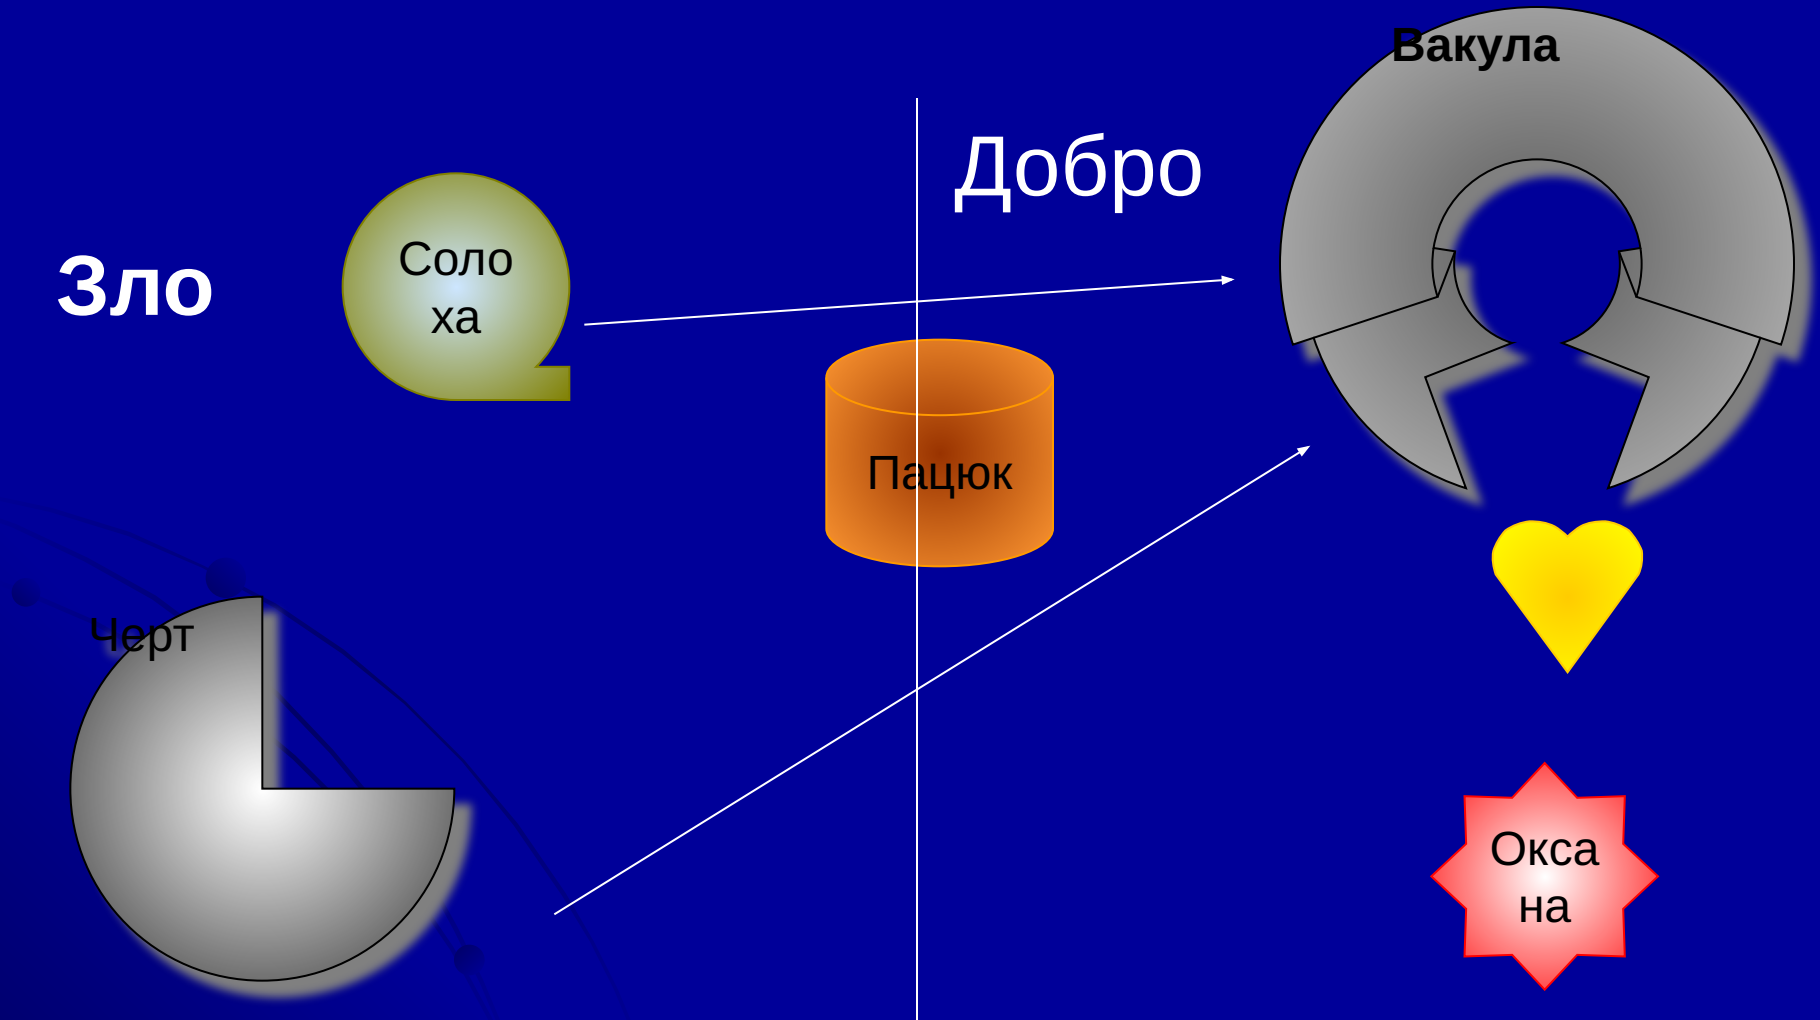 Вакула
Добро
Зло
Соло
ха
Пацюк
Черт
Окса
на